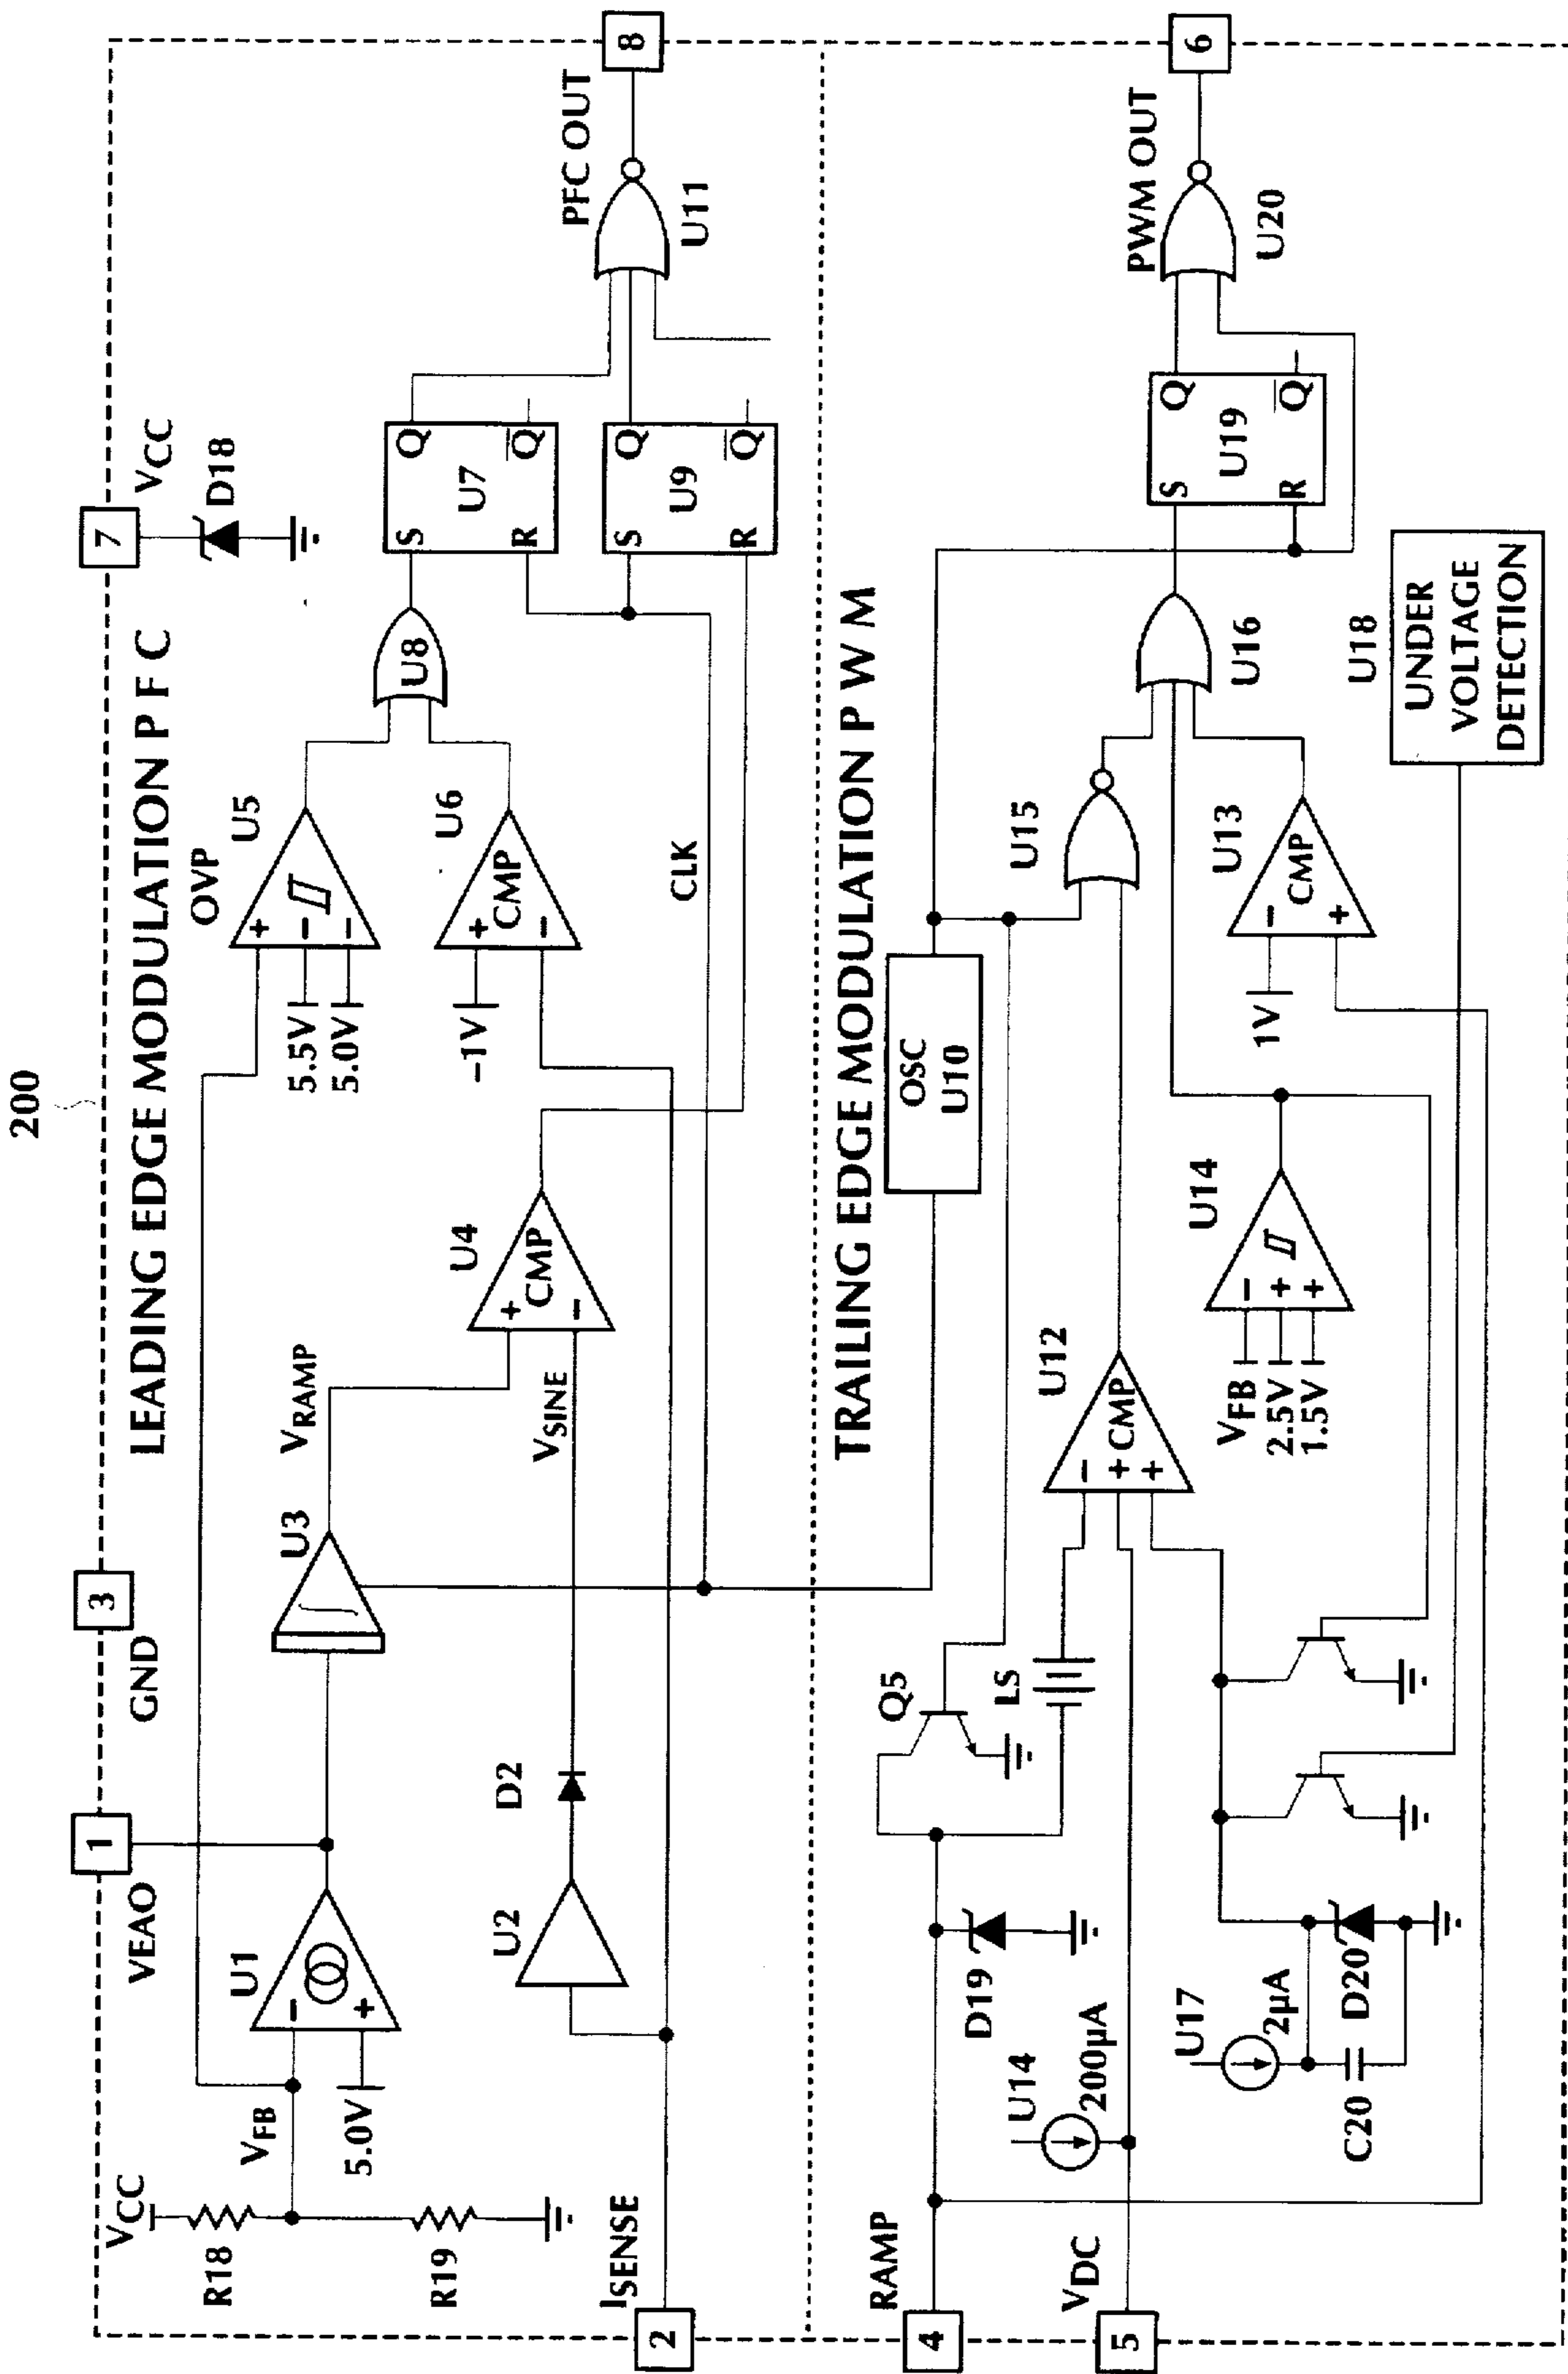 200
7
VCC
D18
3
GND
1
VEAO
LEADING EDGE MODULATION P F C
VCC
R18
R19
VFB
5.0V
U1
−
+
U3
VRAMP
VSINE
U2
D2
ISENSE
2
U4
+
CMP
−
OVP
U5
+
−
−
5.5V
5.0V
U6
+
CMP
−
−1V
U8
CLK
S
Q
U7
R
Q
S
Q
U9
R
Q
PFC OUT
U11
8
TRAILING EDGE MODULATION P W M
RAMP
4
VDC
5
U14
200µA
D19
Q5
LS
U17
2µA
C20
D20
U12
−
+CMP
+
OSC
U10
U14
VFB
2.5V
1.5V
−
+
+
U15
U13
1V
−
CMP
+
U16
U18
UNDER
VOLTAGE
DETECTION
S
Q
U19
R
Q
PWM OUT
U20
6